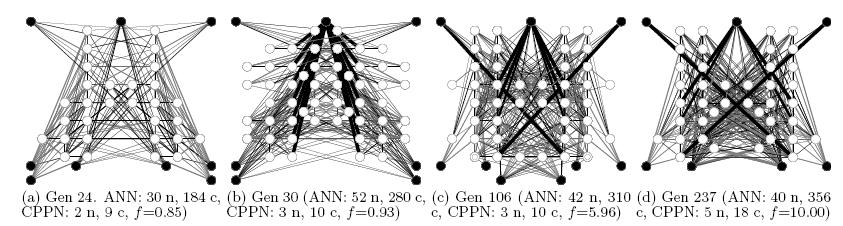 (a) Gen 24. ANN: 30 n, 184 c, CPPN: 2 n, 9 c, f=0.85)
(b) Gen 30 (ANN: 52 n, 280 c, CPPN: 3 n, 10 c, f=0.93)
(c) Gen 106 (ANN: 42 n, 310 c, CPPN: 3 n, 10 c, f=5.96)
(d) Gen 237 (ANN: 40 n, 356 c, CPPN: 5 n, 18 c, f=10.00)